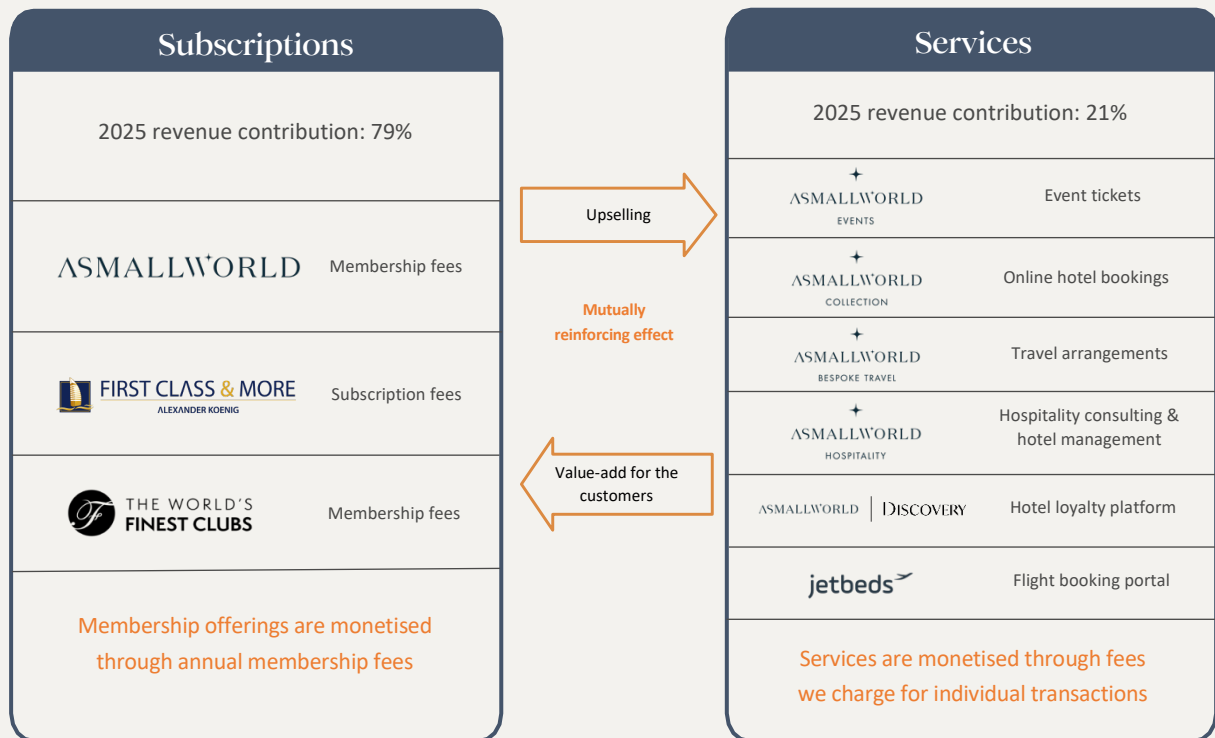 Subscriptions
2025 revenue contribution: 79%
ASMALLWORLD
Membership fees
FIRST CLASS & MORE
ALEXANDER KOENIG
Subscription fees
THE WORLD'S
FINEST CLUBS
Membership fees
Membership offerings are monetised
through annual membership fees
Upselling
Mutually
reinforcing effect
Value-add for the
customers
Services
2025 revenue contribution: 21%
ASMALLWORLD
EVENTS
Event tickets
ASMALLWORLD
COLLECTION
Online hotel bookings
ASMALLWORLD
BESPOKE TRAVEL
Travel arrangements
ASMALLWORLD
HOSPITALITY
Hospitality consulting &
hotel management
ASMALLWORLD | DISCOVERY
Hotel loyalty platform
jetbeds
Flight booking portal
Services are monetised through fees
we charge for individual transactions